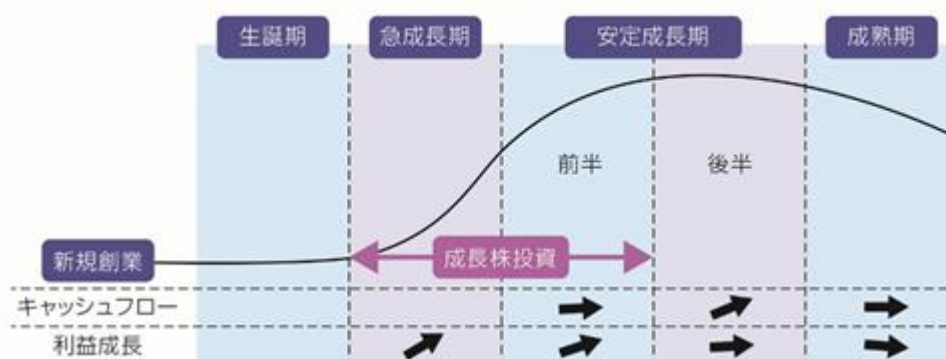 生誕期 急成長期 安定成長期 成熟期
前半 後半
新規創業 成長株投資
キャッシュフロー
利益成長